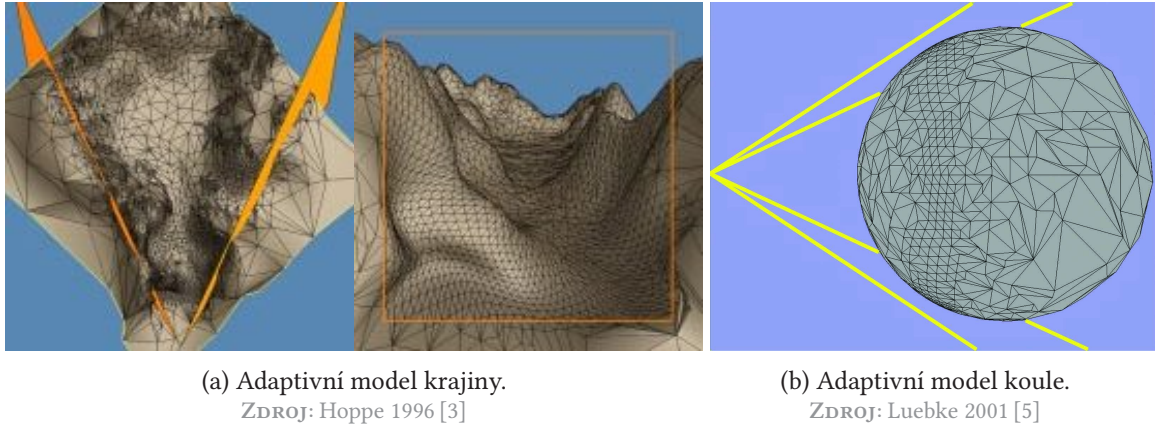 (a) Adaptivní model krajiny.
Zdroj: Hoppe 1996 [3]
(b) Adaptivní model koule.
Zdroj: Luebke 2001 [5]